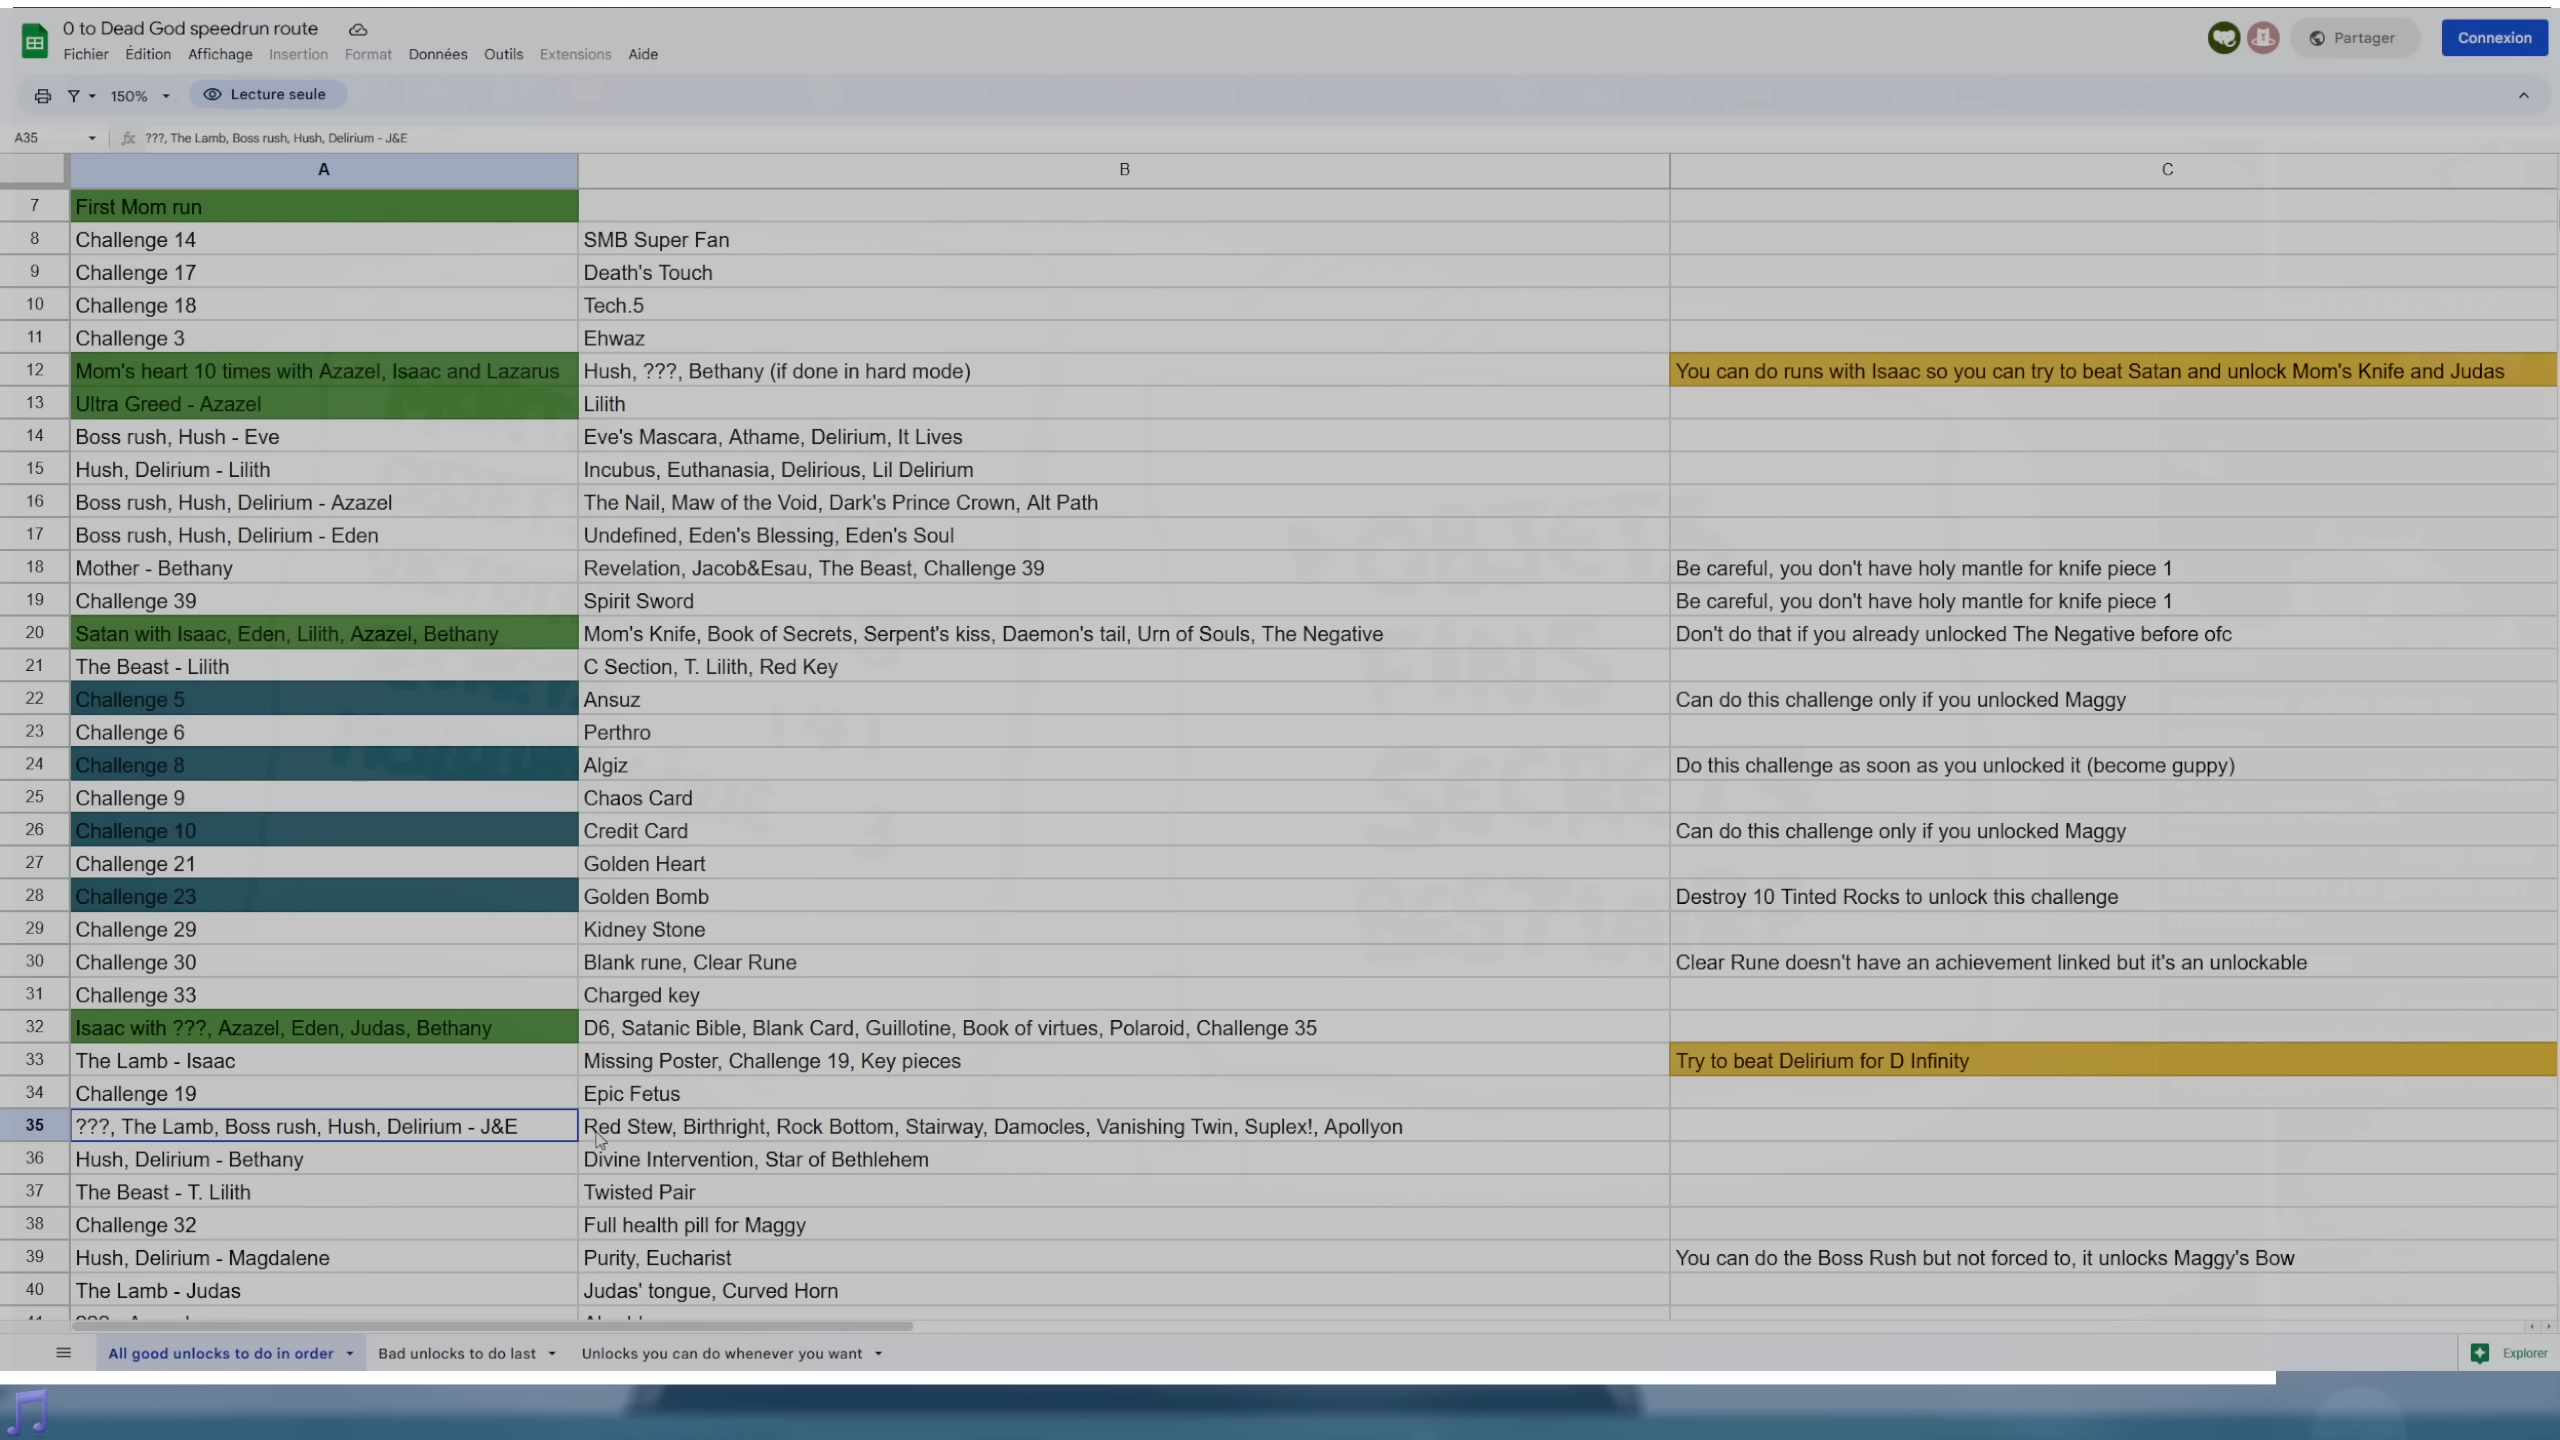 0 to Dead God speedrun route
Fichier Édition Affichage Insertion Format Données Outils Extensions Aide
Partager
Connexion
150%
Lecture seule
A35
fx ???, The Lamb, Boss rush, Hush, Delirium - J&E
A B C
7 First Mom run
8 Challenge 14 SMB Super Fan
9 Challenge 17 Death's Touch
10 Challenge 18 Tech.5
11 Challenge 3 Ehwaz
12 Mom's heart 10 times with Azazel, Isaac and Lazarus Hush, ???, Bethany (if done in hard mode) You can do runs with Isaac so you can try to beat Satan and unlock Mom's Knife and Judas
13 Ultra Greed - Azazel Lilith
14 Boss rush, Hush - Eve Eve's Mascara, Athame, Delirium, It Lives
15 Hush, Delirium - Lilith Incubus, Euthanasia, Delirious, Lil Delirium
16 Boss rush, Hush, Delirium - Azazel The Nail, Maw of the Void, Dark's Prince Crown, Alt Path
17 Boss rush, Hush, Delirium - Eden Undefined, Eden's Blessing, Eden's Soul
18 Mother - Bethany Revelation, Jacob&Esau, The Beast, Challenge 39 Be careful, you don't have holy mantle for knife piece 1
19 Challenge 39 Spirit Sword Be careful, you don't have holy mantle for knife piece 1
20 Satan with Isaac, Eden, Lilith, Azazel, Bethany Mom's Knife, Book of Secrets, Serpent's kiss, Daemon's tail, Urn of Souls, The Negative Don't do that if you already unlocked The Negative before ofc
21 The Beast - Lilith C Section, T. Lilith, Red Key
22 Challenge 5 Ansuz Can do this challenge only if you unlocked Maggy
23 Challenge 6 Perthro
24 Challenge 8 Algiz Do this challenge as soon as you unlocked it (become guppy)
25 Challenge 9 Chaos Card
26 Challenge 10 Credit Card Can do this challenge only if you unlocked Maggy
27 Challenge 21 Golden Heart
28 Challenge 23 Golden Bomb Destroy 10 Tinted Rocks to unlock this challenge
29 Challenge 29 Kidney Stone
30 Challenge 30 Blank rune, Clear Rune Clear Rune doesn't have an achievement linked but it's an unlockable
31 Challenge 33 Charged key
32 Isaac with ???, Azazel, Eden, Judas, Bethany D6, Satanic Bible, Blank Card, Guillotine, Book of virtues, Polaroid, Challenge 35
33 The Lamb - Isaac Missing Poster, Challenge 19, Key pieces Try to beat Delirium for D Infinity
34 Challenge 19 Epic Fetus
35 ???, The Lamb, Boss rush, Hush, Delirium - J&E Red Stew, Birthright, Rock Bottom, Stairway, Damocles, Vanishing Twin, Suplex!, Apollyon
36 Hush, Delirium - Bethany Divine Intervention, Star of Bethlehem
37 The Beast - T. Lilith Twisted Pair
38 Challenge 32 Full health pill for Maggy
39 Hush, Delirium - Magdalene Purity, Eucharist You can do the Boss Rush but not forced to, it unlocks Maggy's Bow
40 The Lamb - Judas Judas' tongue, Curved Horn
All good unlocks to do in order Bad unlocks to do last Unlocks you can do whenever you want Explorer